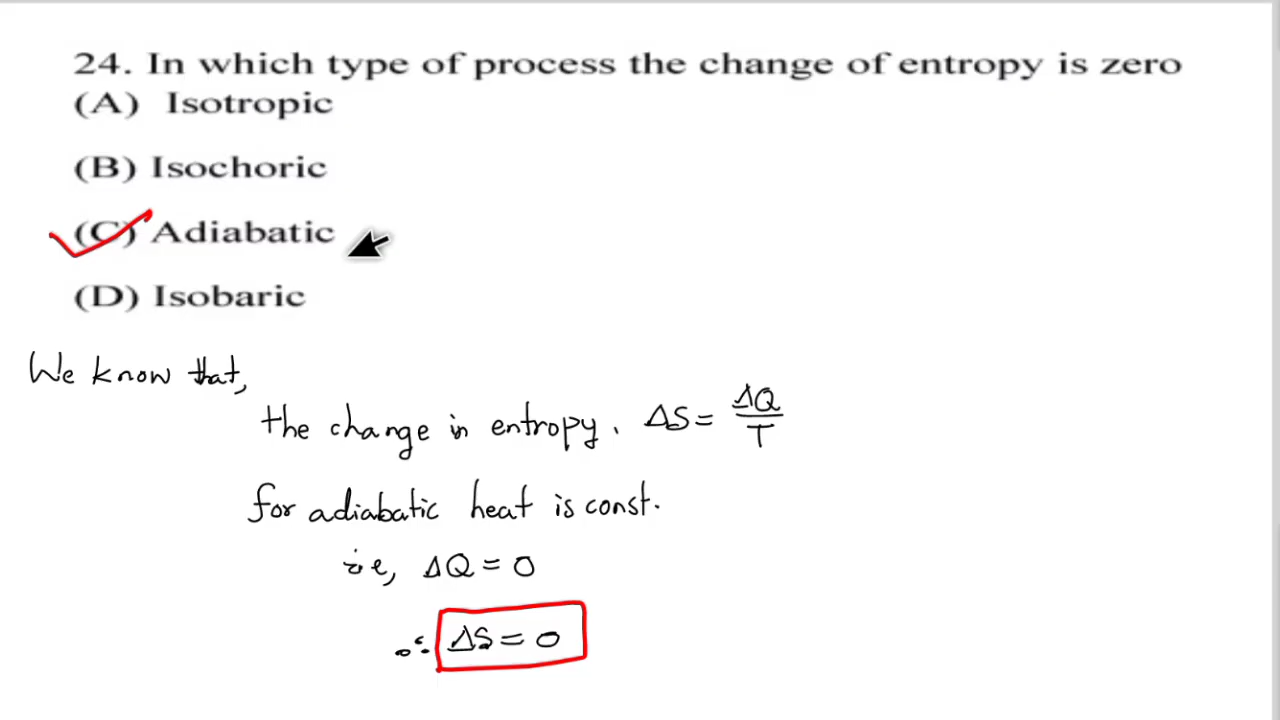 24. In which type of process the change of entropy is zero
(A) Isotropic
(B) Isochoric
(C) Adiabatic
(D) Isobaric
We know that,
the change in entropy. ΔS = ΔQ/T
for adiabatic heat is const.
ie, ΔQ = 0
∴ ΔS = 0